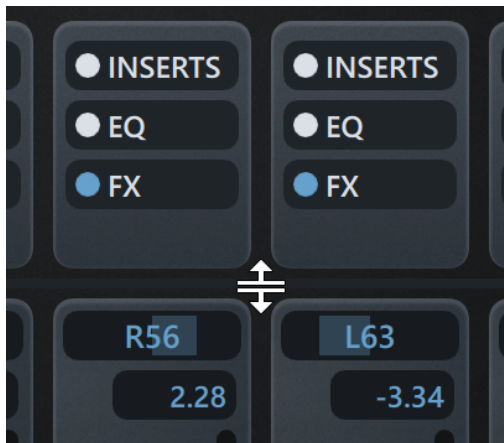 INSERTS INSERTS
EQ EQ
FX FX
R56 L63
2.28 -3.34